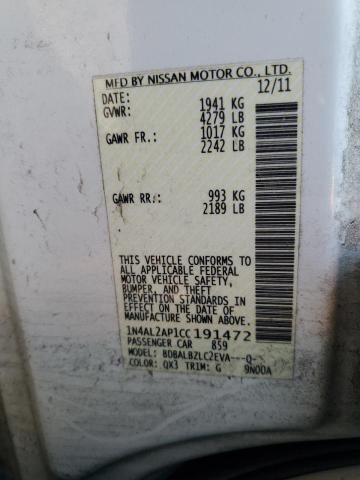 MFD BY NISSAN MOTOR CO., LTD.
DATE: 12/11
GVWR: 1941 KG
4279 LB
GAWR FR.: 1017 KG
2242 LB
GAWR RR.: 993 KG
2189 LB
THIS VEHICLE CONFORMS TO
ALL APPLICABLE FEDERAL
MOTOR VEHICLE SAFETY,
BUMPER, AND THEFT
PREVENTION STANDARDS
IN EFFECT ON THE DATE OF
MANUFACTURE SHOWN ABOVE.
1N4AL2AP1CC191472
PASSENGER CAR 859
MODEL: BDBALBZLC2EVA---Q-
COLOR: QX3 TRIM: G 9N00A